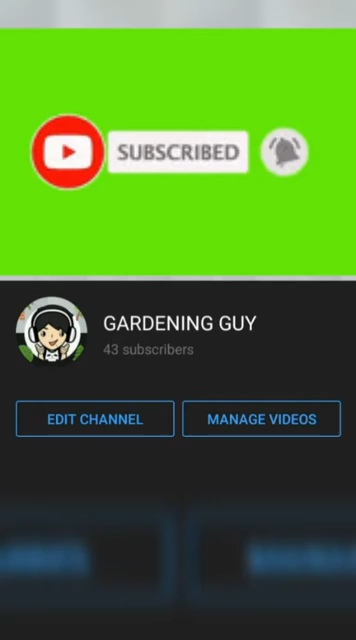 SUBSCRIBED
GARDENING GUY
43 subscribers
EDIT CHANNEL
MANAGE VIDEOS